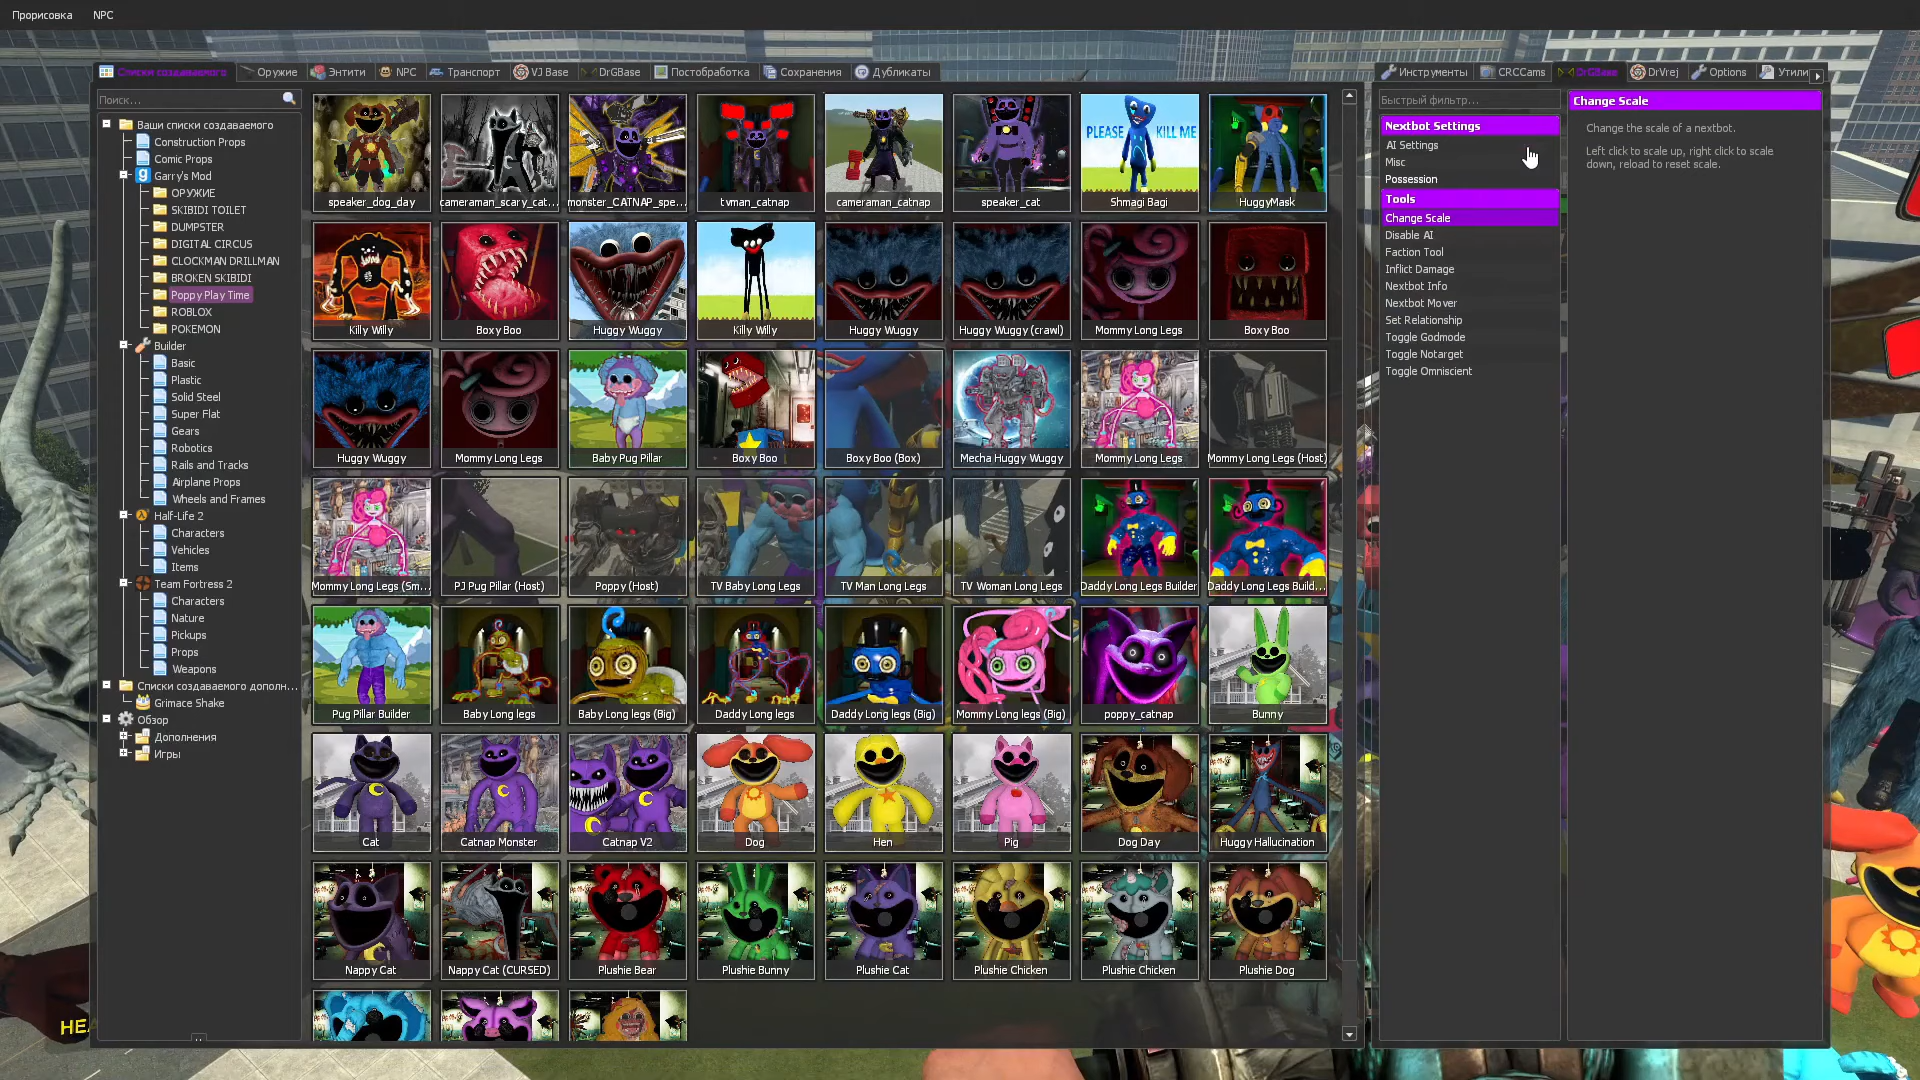 Прорисовка NPC
Списки создаваемого Оружие Энтити NPC Транспорт VJ Base DrGBase Постобработка Сохранения Дубликаты
Поиск...
Ваши списки создаваемого
Construction Props
Comic Props
Garry's Mod
ОРУЖИЕ
SKIBIDI TOILET
DUMPSTER
DIGITAL CIRCUS
CLOCKMAN DRILLMAN
BROKEN SKIBIDI
Poppy Play Time
ROBLOX
POKEMON
Builder
Basic
Plastic
Solid Steel
Super Flat
Gears
Robotics
Rails and Tracks
Airplane Props
Wheels and Frames
Half-Life 2
Characters
Vehicles
Items
Team Fortress 2
Characters
Nature
Pickups
Props
Weapons
Списки создаваемого дополн...
Grimace Shake
Обзор
Дополнения
Игры
PLEASE KILL ME
speaker_dog_day cameraman_scary_cat... monster_CATNAP_spe... tvman_catnap cameraman_catnap speaker_cat Shmagi Bagi HuggyMask
Killy Willy Boxy Boo Huggy Wuggy Killy Willy Huggy Wuggy Huggy Wuggy (crawl) Mommy Long Legs Boxy Boo
Huggy Wuggy Mommy Long Legs Baby Pug Pillar Boxy Boo Boxy Boo (Box) Mecha Huggy Wuggy Mommy Long Legs Mommy Long Legs (Host)
Mommy Long Legs (Sm... PJ Pug Pillar (Host) Poppy (Host) TV Baby Long Legs TV Man Long Legs TV Woman Long Legs Daddy Long Legs Builder Daddy Long Legs Build...
Pug Pillar Builder Baby Long legs Baby Long legs (Big) Daddy Long legs Daddy Long legs (Big) Mommy Long legs (Big) poppy_catnap Bunny
Cat Catnap Monster Catnap V2 Dog Hen Pig Dog Day Huggy Hallucination
Nappy Cat Nappy Cat (CURSED) Plushie Bear Plushie Bunny Plushie Cat Plushie Chicken Plushie Chicken Plushie Dog
Инструменты CRCCams DrGBase DrVrej Options Утили
Быстрый фильтр...
Nextbot Settings
AI Settings
Misc
Possession
Tools
Change Scale
Disable AI
Faction Tool
Inflict Damage
Nextbot Info
Nextbot Mover
Set Relationship
Toggle Godmode
Toggle Notarget
Toggle Omniscient
Change Scale
Change the scale of a nextbot.
Left click to scale up, right click to scale
down, reload to reset scale.
HEA